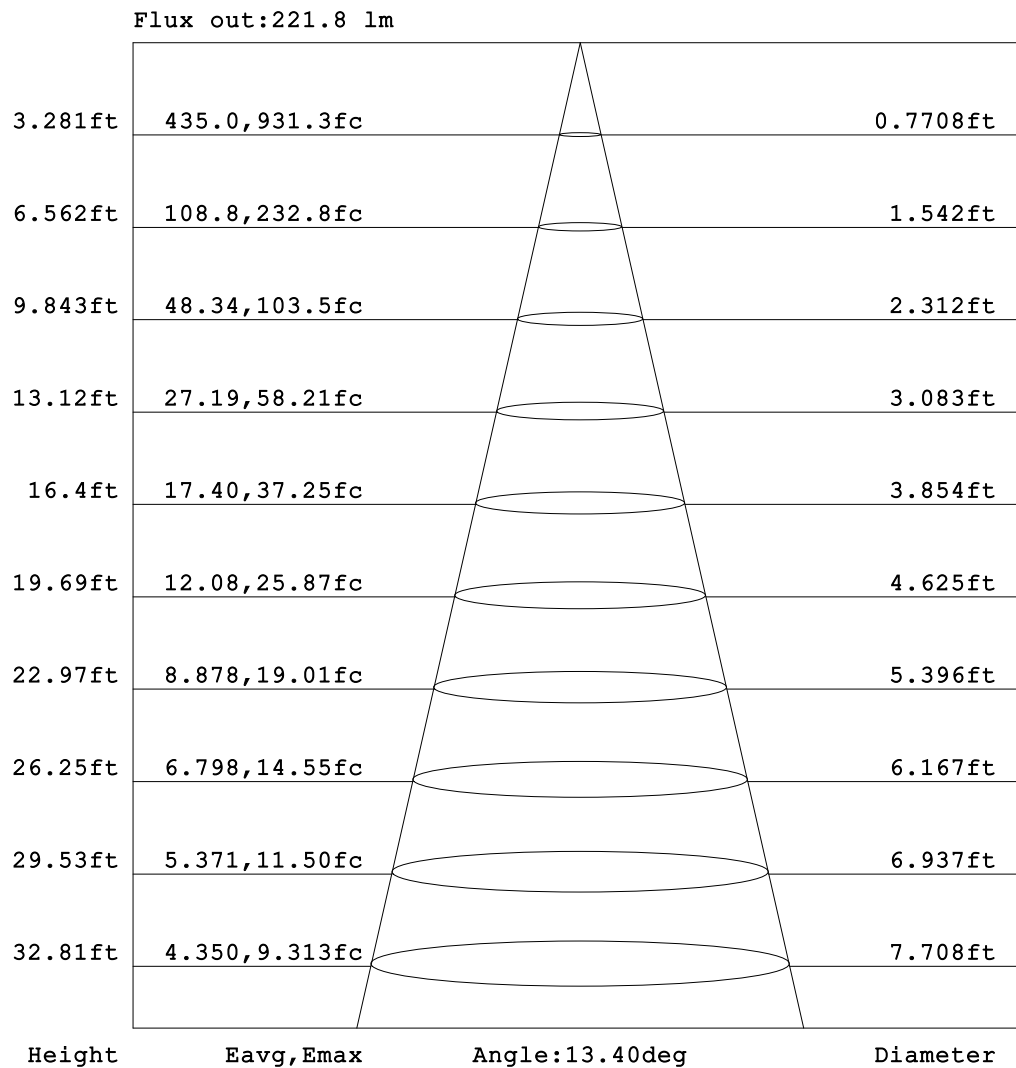 Flux out:221.8 lm
3.281ft 435.0,931.3fc 0.7708ft
6.562ft 108.8,232.8fc 1.542ft
9.843ft 48.34,103.5fc 2.312ft
13.12ft 27.19,58.21fc 3.083ft
16.4ft 17.40,37.25fc 3.854ft
19.69ft 12.08,25.87fc 4.625ft
22.97ft 8.878,19.01fc 5.396ft
26.25ft 6.798,14.55fc 6.167ft
29.53ft 5.371,11.50fc 6.937ft
32.81ft 4.350,9.313fc 7.708ft
Height Eavg,Emax Angle:13.40deg Diameter